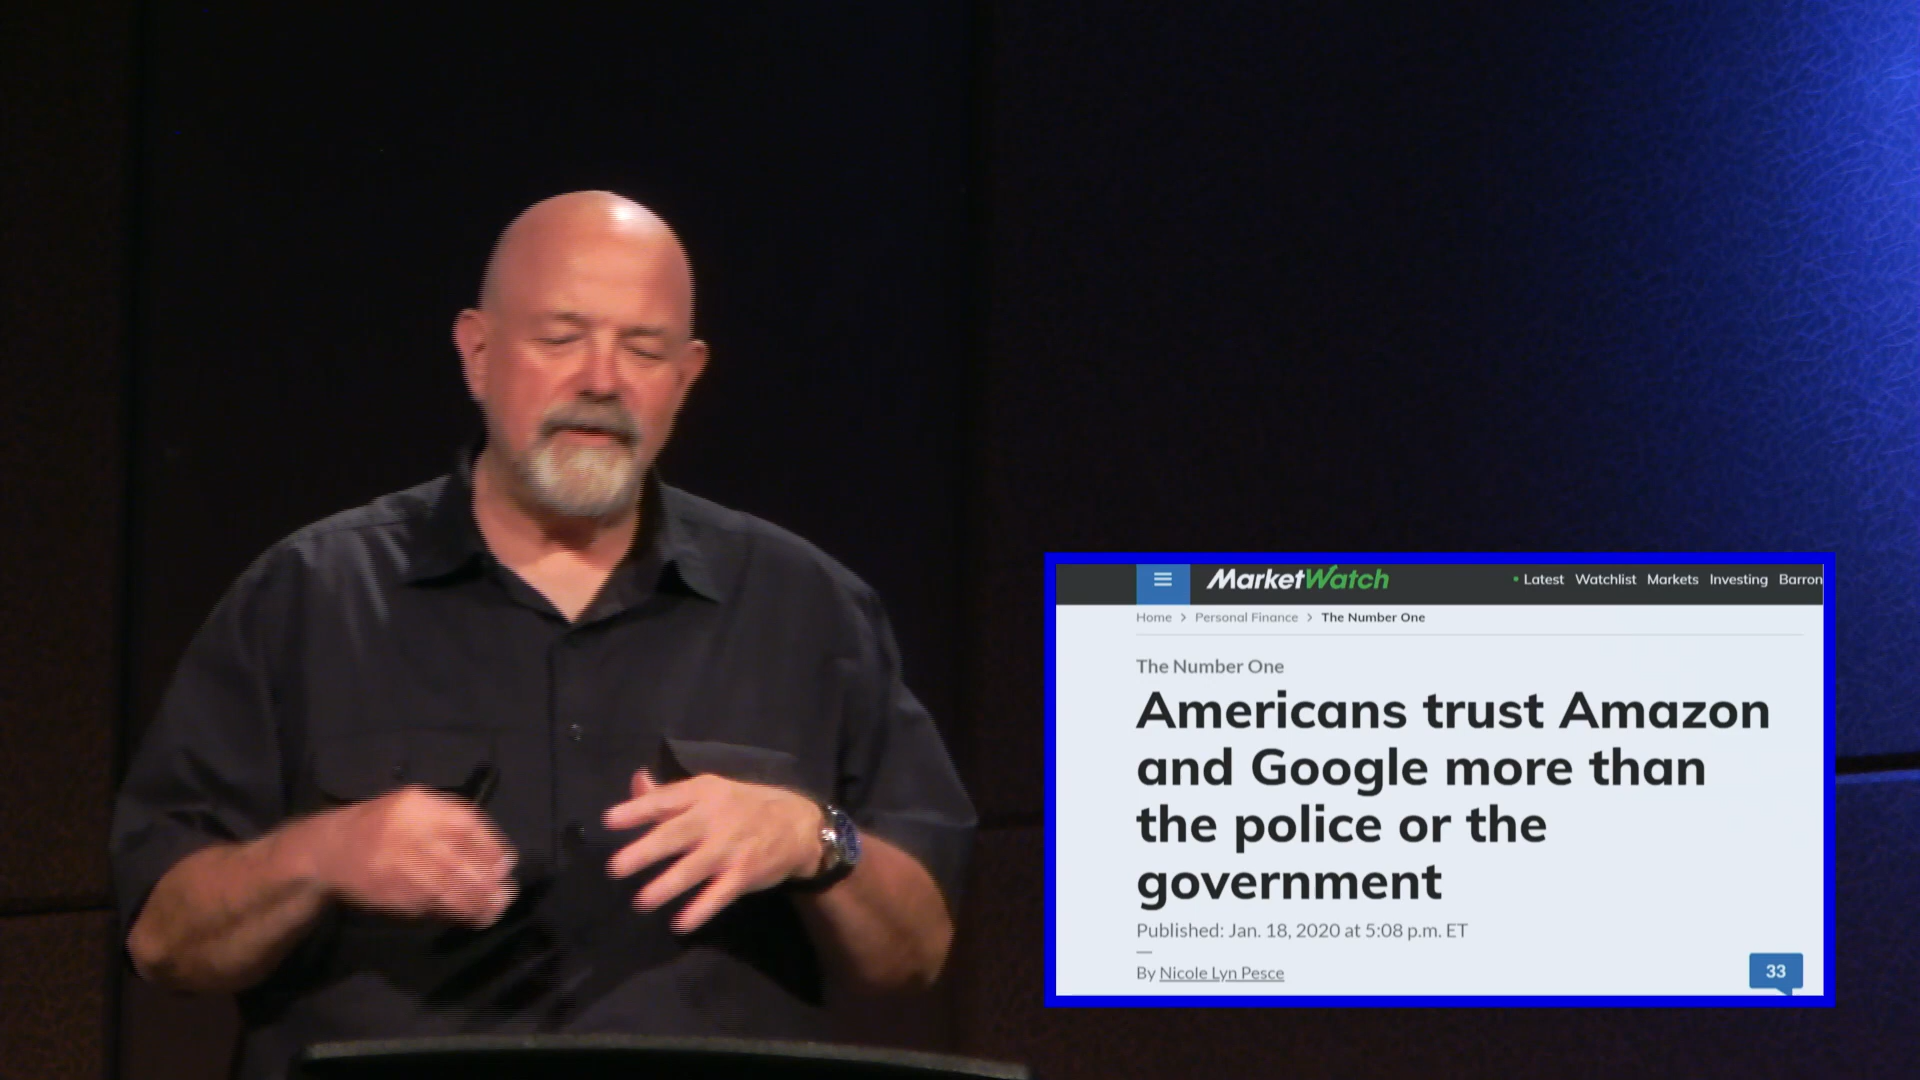 MarketWatch
Latest Watchlist Markets Investing Barron
Home > Personal Finance > The Number One
The Number One
Americans trust Amazon
and Google more than
the police or the
government
Published: Jan. 18, 2020 at 5:08 p.m. ET
By Nicole Lyn Pesce
33